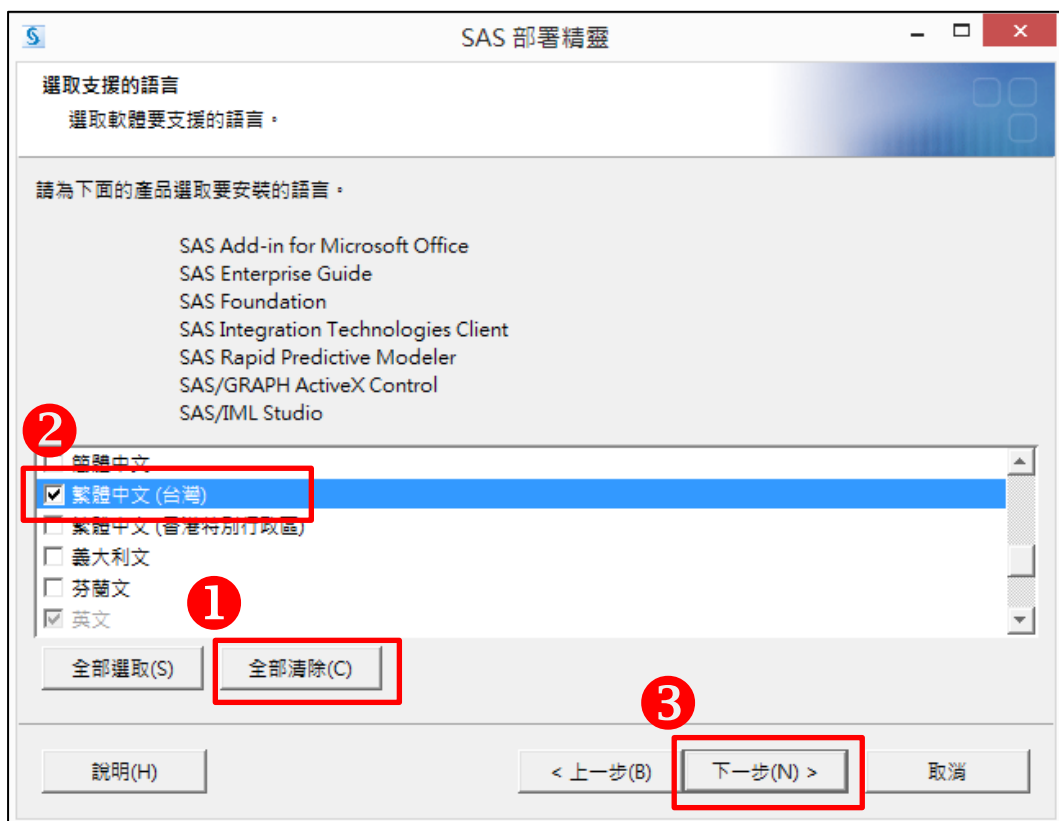 SAS 部署精靈
選取支援的語言
選取軟體要支援的語言。
請為下面的產品選取要安裝的語言。
SAS Add-in for Microsoft Office
SAS Enterprise Guide
SAS Foundation
SAS Integration Technologies Client
SAS Rapid Predictive Modeler
SAS/GRAPH ActiveX Control
SAS/IML Studio
2
簡體中文
繁體中文 (台灣)
繁體中文 (香港特別行政區)
義大利文
芬蘭文
1
英文
全部選取(S) 全部清除(C)
3
說明(H) < 上一步(B) 下一步(N) > 取消